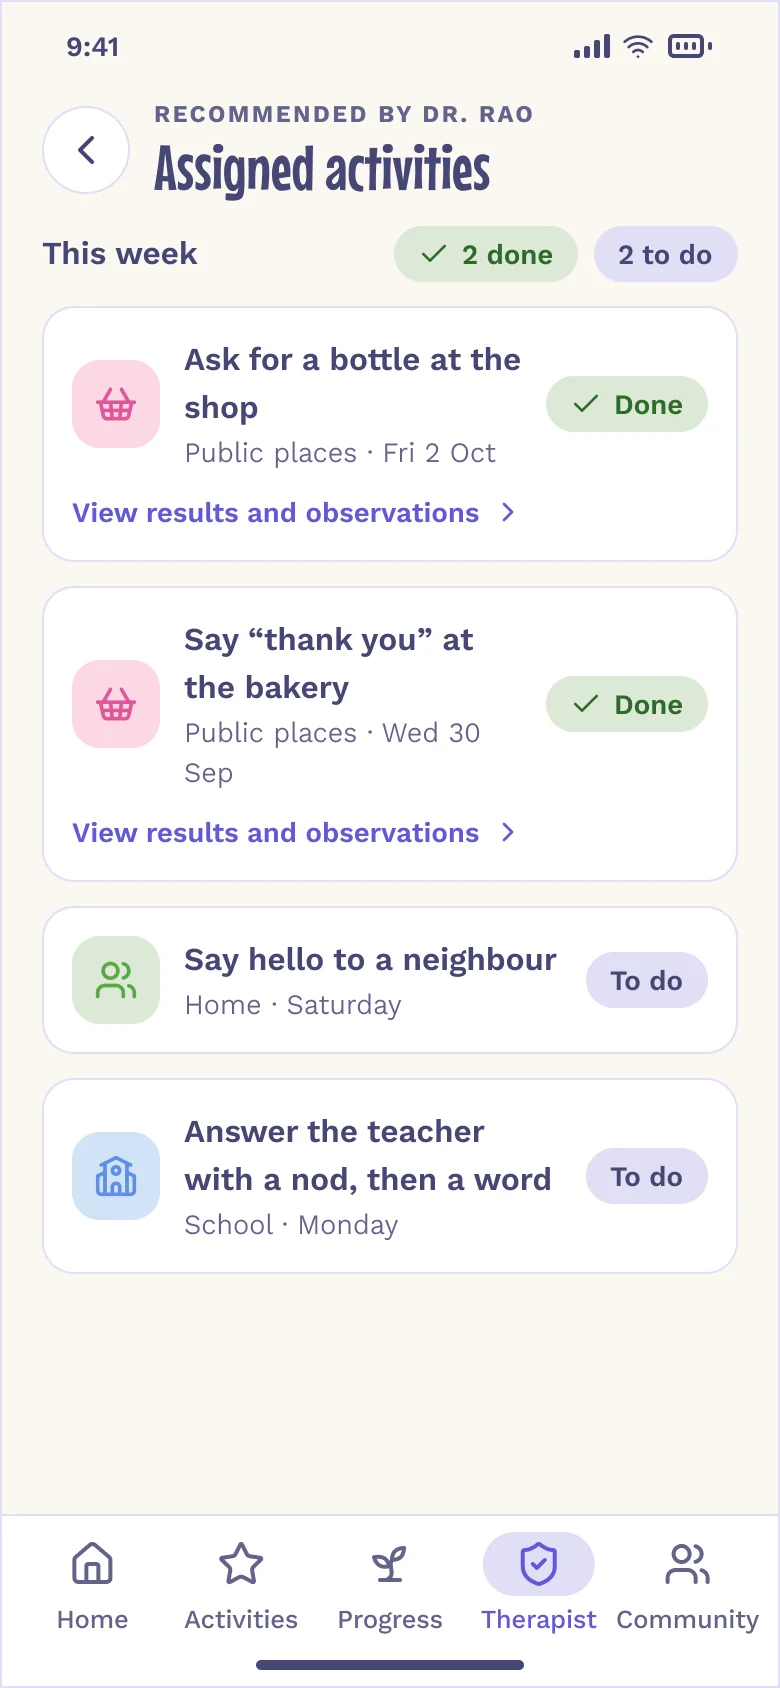 9:41
RECOMMENDED BY DR. RAO
Assigned activities
This week
2 done
2 to do
Ask for a bottle at the
shop
Public places · Fri 2 Oct
Done
View results and observations
Say “thank you” at
the bakery
Public places · Wed 30
Sep
Done
View results and observations
Say hello to a neighbour
Home · Saturday
To do
Answer the teacher
with a nod, then a word
School · Monday
To do
Home
Activities
Progress
Therapist
Community